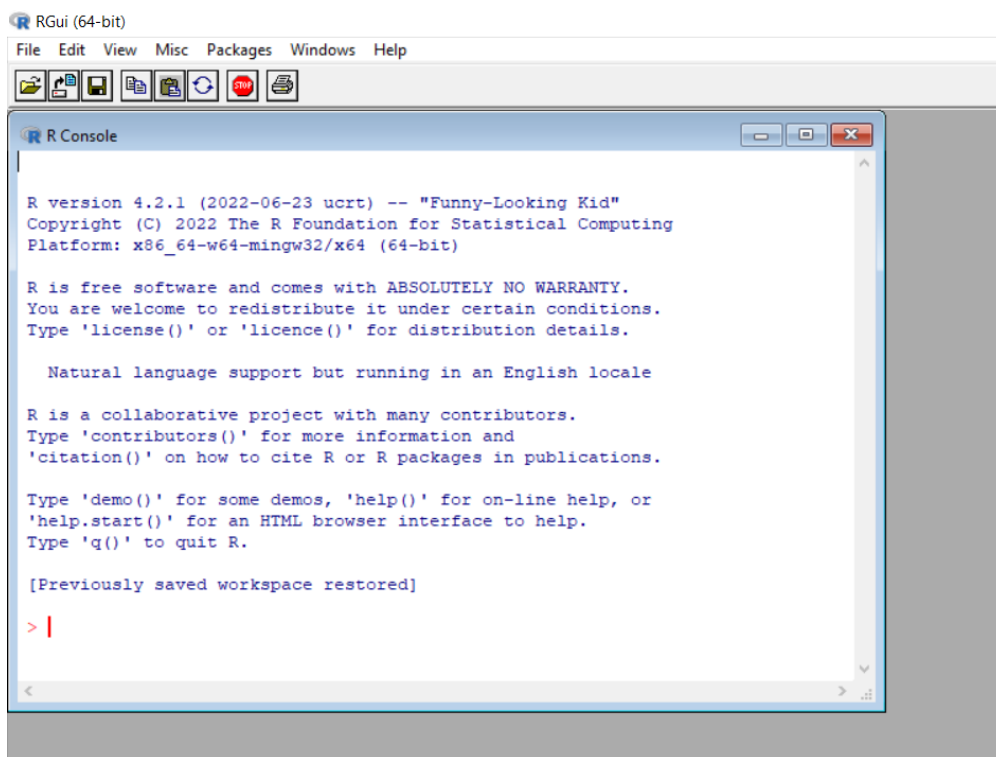 RGui (64-bit)
File Edit View Misc Packages Windows Help
STOP
R Console
R version 4.2.1 (2022-06-23 ucrt) -- "Funny-Looking Kid"
Copyright (C) 2022 The R Foundation for Statistical Computing
Platform: x86_64-w64-mingw32/x64 (64-bit)
R is free software and comes with ABSOLUTELY NO WARRANTY.
You are welcome to redistribute it under certain conditions.
Type 'license()' or 'licence()' for distribution details.
Natural language support but running in an English locale
R is a collaborative project with many contributors.
Type 'contributors()' for more information and
'citation()' on how to cite R or R packages in publications.
Type 'demo()' for some demos, 'help()' for on-line help, or
'help.start()' for an HTML browser interface to help.
Type 'q()' to quit R.
[Previously saved workspace restored]
>